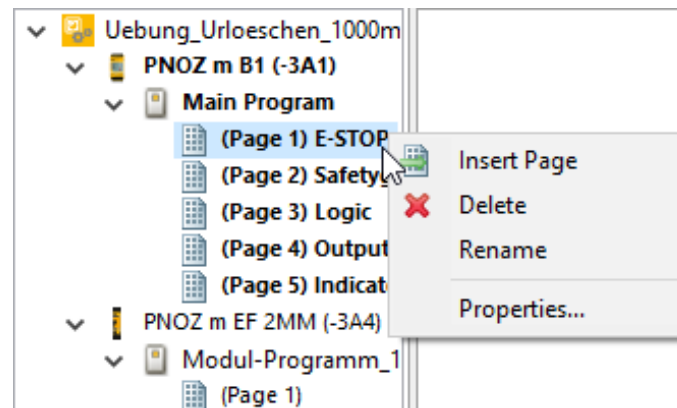 Uebung_Urloeschen_1000m
PNOZ m B1 (-3A1)
Main Program
(Page 1) E-STOP
(Page 2) Safety
(Page 3) Logic
(Page 4) Output
(Page 5) Indicat
PNOZ m EF 2MM (-3A4)
Modul-Programm_1
(Page 1)
Insert Page
Delete
Rename
Properties...